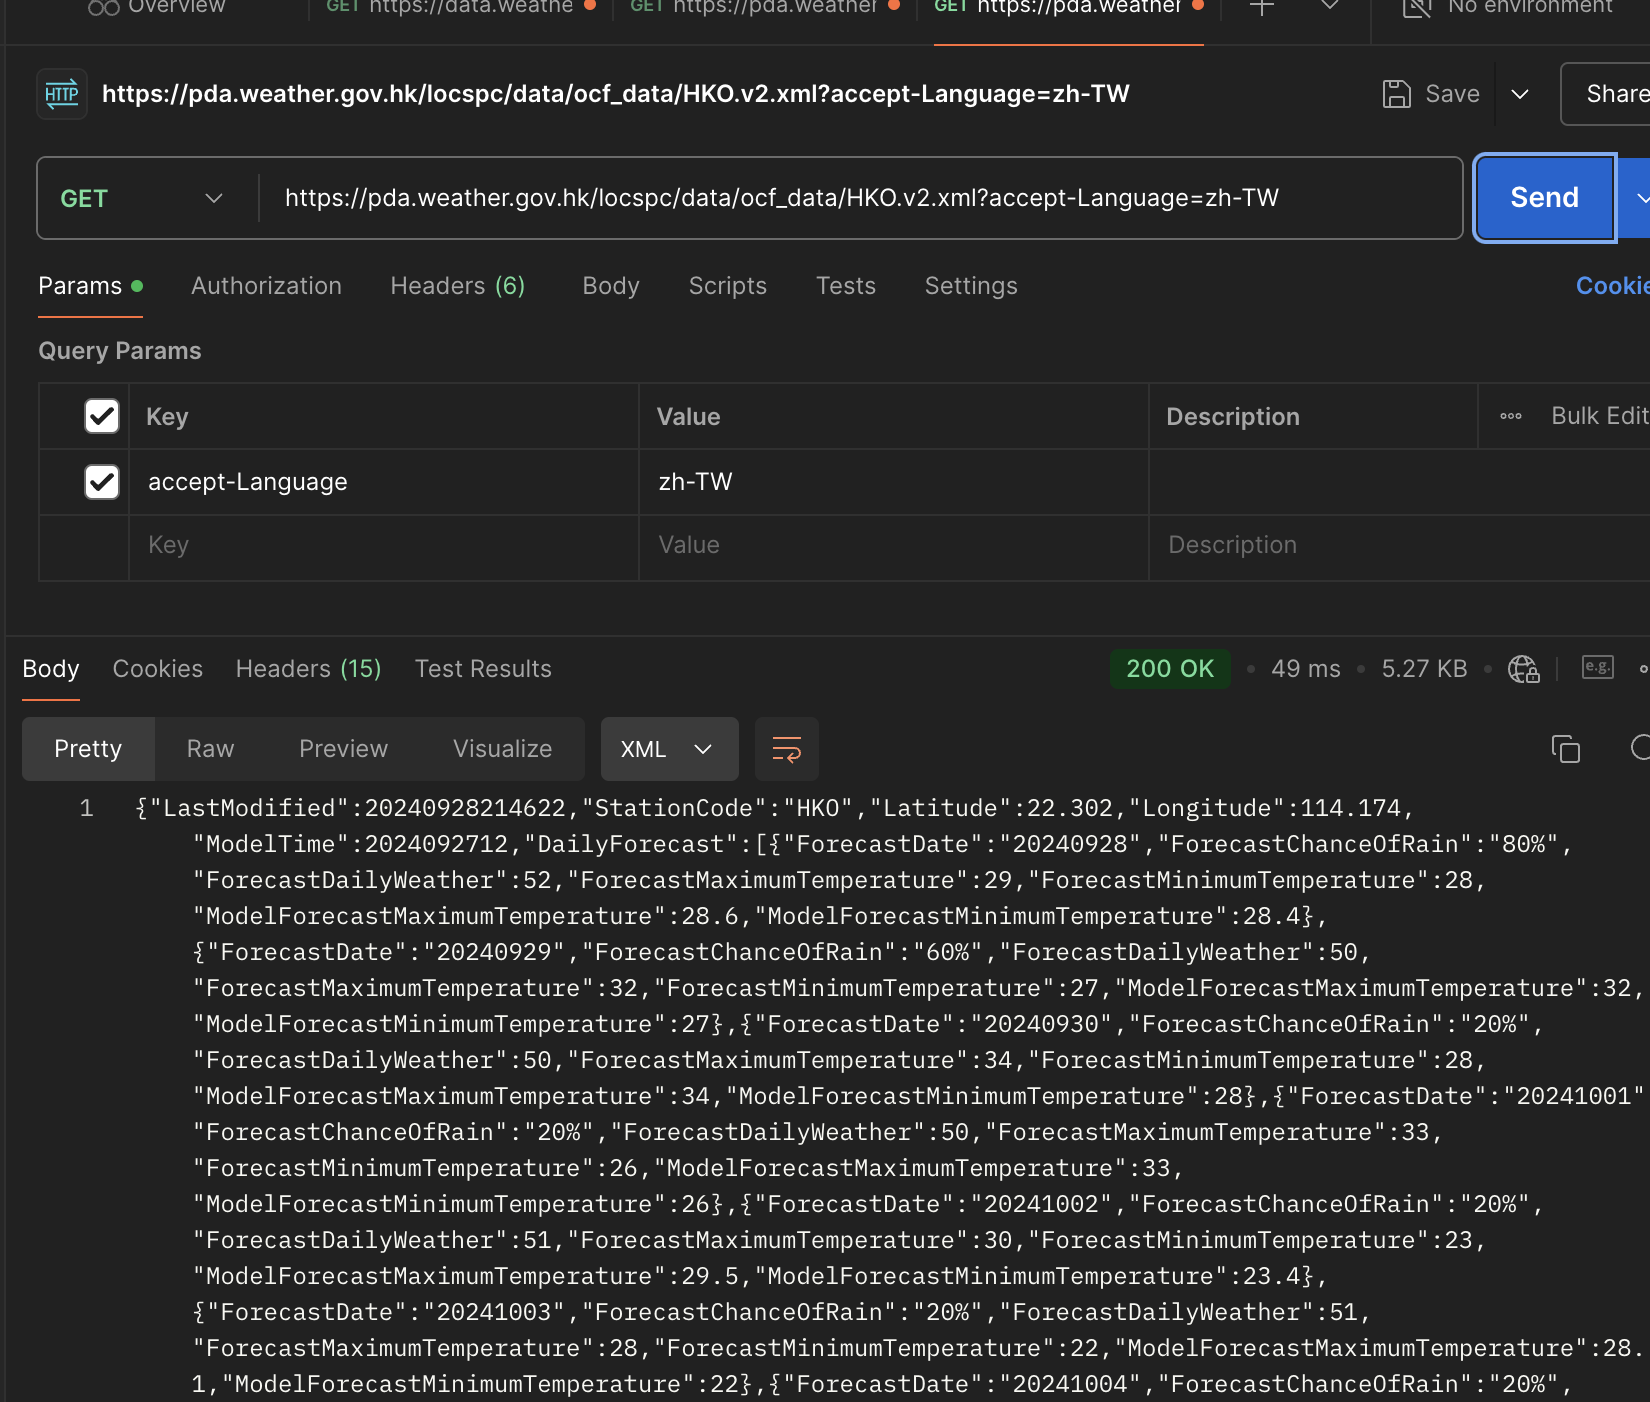 Overview GET https://data.weathe GET https://pda.weather GET https://pda.weather No environment
HTTP https://pda.weather.gov.hk/locspc/data/ocf_data/HKO.v2.xml?accept-Language=zh-TW Save Share
GET https://pda.weather.gov.hk/locspc/data/ocf_data/HKO.v2.xml?accept-Language=zh-TW Send
Params Authorization Headers (6) Body Scripts Tests Settings Cookie
Query Params
Key Value Description Bulk Edit
accept-Language zh-TW
Key Value Description
Body Cookies Headers (15) Test Results 200 OK 49 ms 5.27 KB e.g.
Pretty Raw Preview Visualize XML
1 {"LastModified":20240928214622,"StationCode":"HKO","Latitude":22.302,"Longitude":114.174,
"ModelTime":2024092712,"DailyForecast":[{"ForecastDate":"20240928","ForecastChanceOfRain":"80%",
"ForecastDailyWeather":52,"ForecastMaximumTemperature":29,"ForecastMinimumTemperature":28,
"ModelForecastMaximumTemperature":28.6,"ModelForecastMinimumTemperature":28.4},
{"ForecastDate":"20240929","ForecastChanceOfRain":"60%","ForecastDailyWeather":50,
"ForecastMaximumTemperature":32,"ForecastMinimumTemperature":27,"ModelForecastMaximumTemperature":32,
"ModelForecastMinimumTemperature":27},{"ForecastDate":"20240930","ForecastChanceOfRain":"20%",
"ForecastDailyWeather":50,"ForecastMaximumTemperature":34,"ForecastMinimumTemperature":28,
"ModelForecastMaximumTemperature":34,"ModelForecastMinimumTemperature":28},{"ForecastDate":"20241001"
"ForecastChanceOfRain":"20%","ForecastDailyWeather":50,"ForecastMaximumTemperature":33,
"ForecastMinimumTemperature":26,"ModelForecastMaximumTemperature":33,
"ModelForecastMinimumTemperature":26},{"ForecastDate":"20241002","ForecastChanceOfRain":"20%",
"ForecastDailyWeather":51,"ForecastMaximumTemperature":30,"ForecastMinimumTemperature":23,
"ModelForecastMaximumTemperature":29.5,"ModelForecastMinimumTemperature":23.4},
{"ForecastDate":"20241003","ForecastChanceOfRain":"20%","ForecastDailyWeather":51,
"ForecastMaximumTemperature":28,"ForecastMinimumTemperature":22,"ModelForecastMaximumTemperature":28.
1,"ModelForecastMinimumTemperature":22},{"ForecastDate":"20241004","ForecastChanceOfRain":"20%",